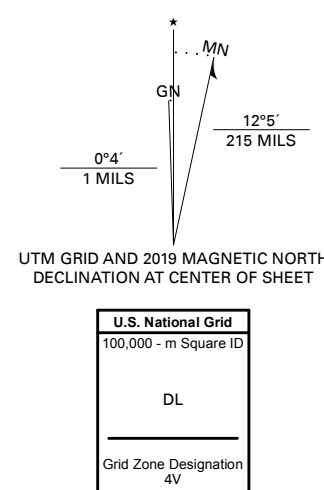 ★
MN
GN
12°5´
215 MILS
0°4´
1 MILS
UTM GRID AND 2019 MAGNETIC NORTH
DECLINATION AT CENTER OF SHEET
U.S. National Grid
100,000 - m Square ID
DL
Grid Zone Designation
4V